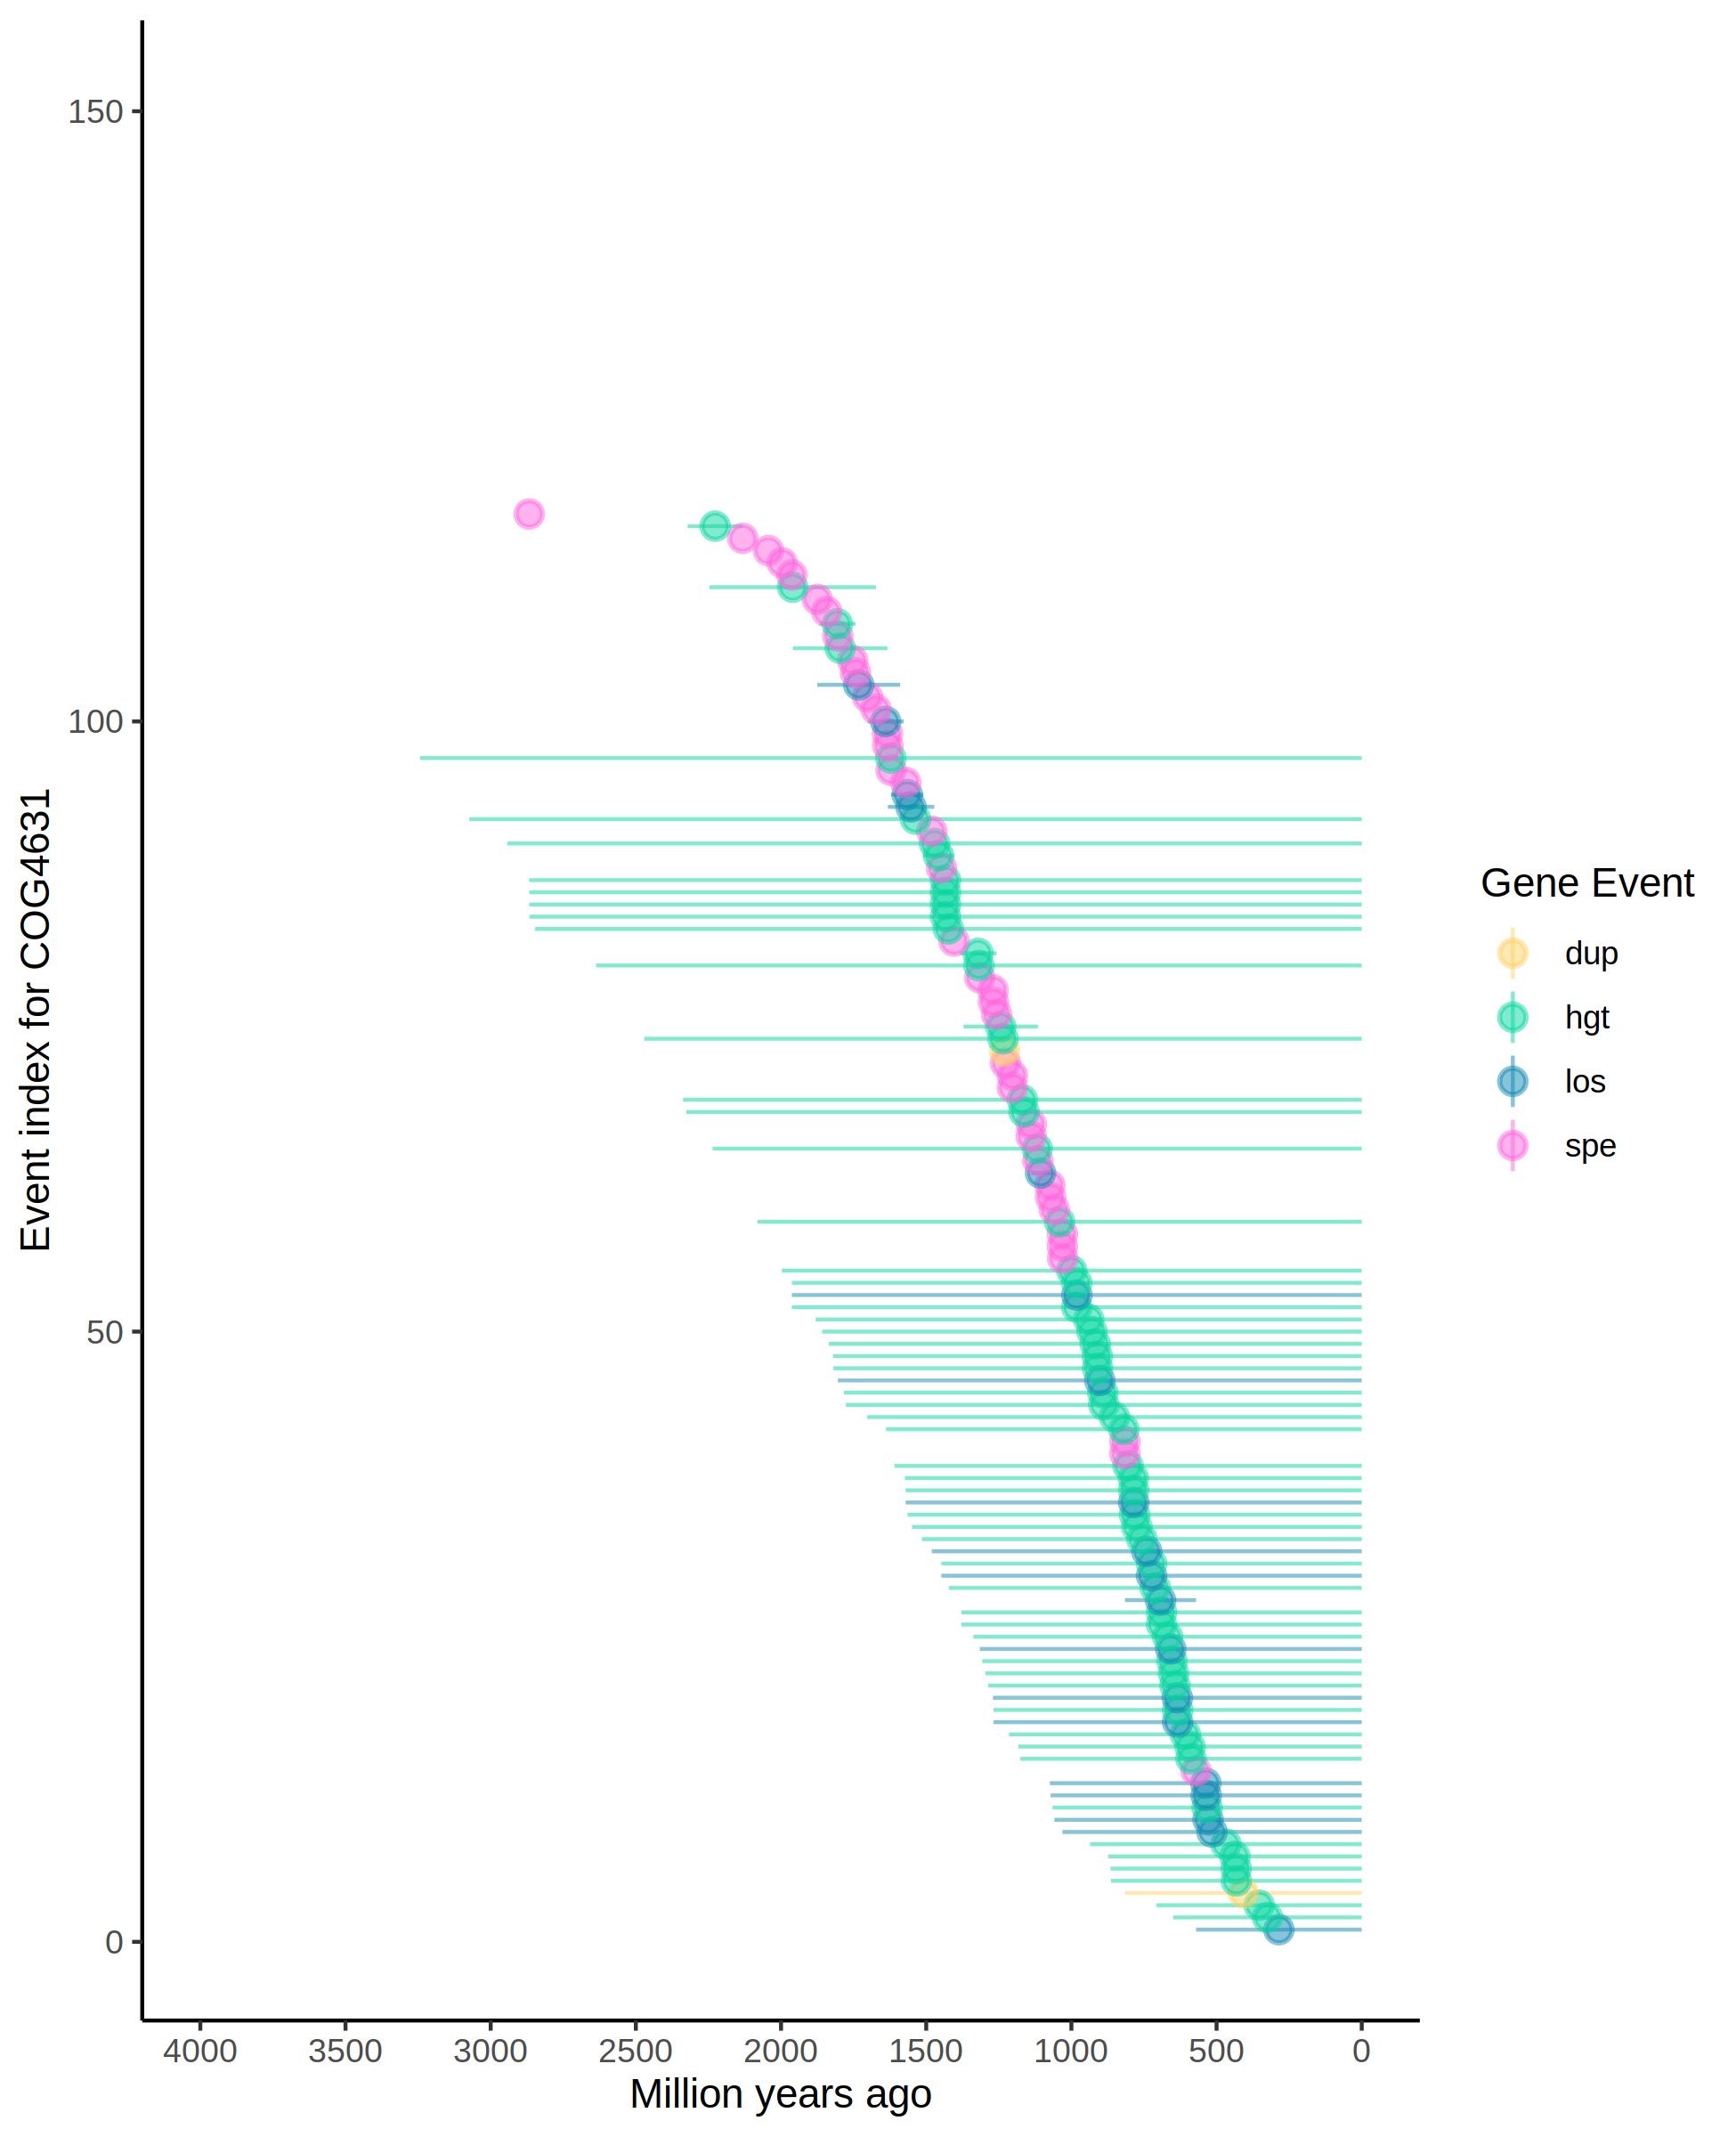 150
100
50
0
Event index for COG4631
4000 3500 3000 2500 2000 1500 1000 500 0
Million years ago
Gene Event
dup
hgt
los
spe